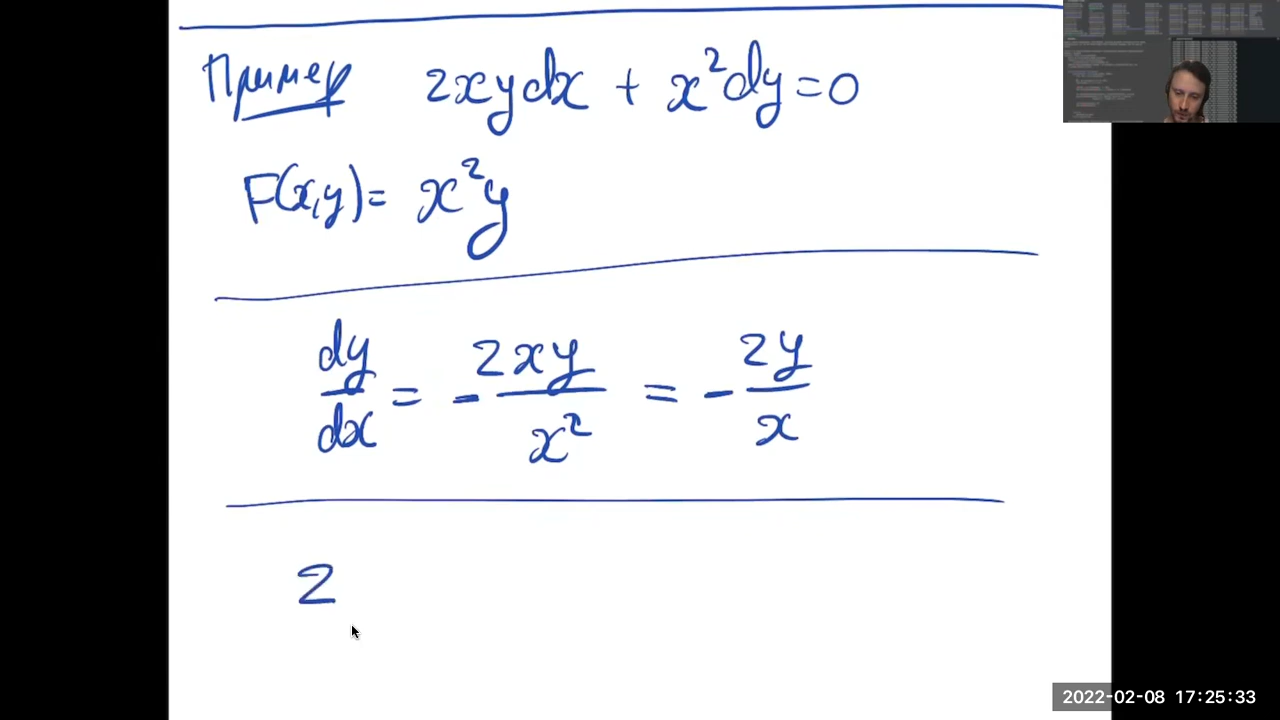 Пример 2xydx + x²dy=0
F(x,y)= x²y
dy/dx = - 2xy/x² = - 2y/x
2
2022-02-08 17:25:33